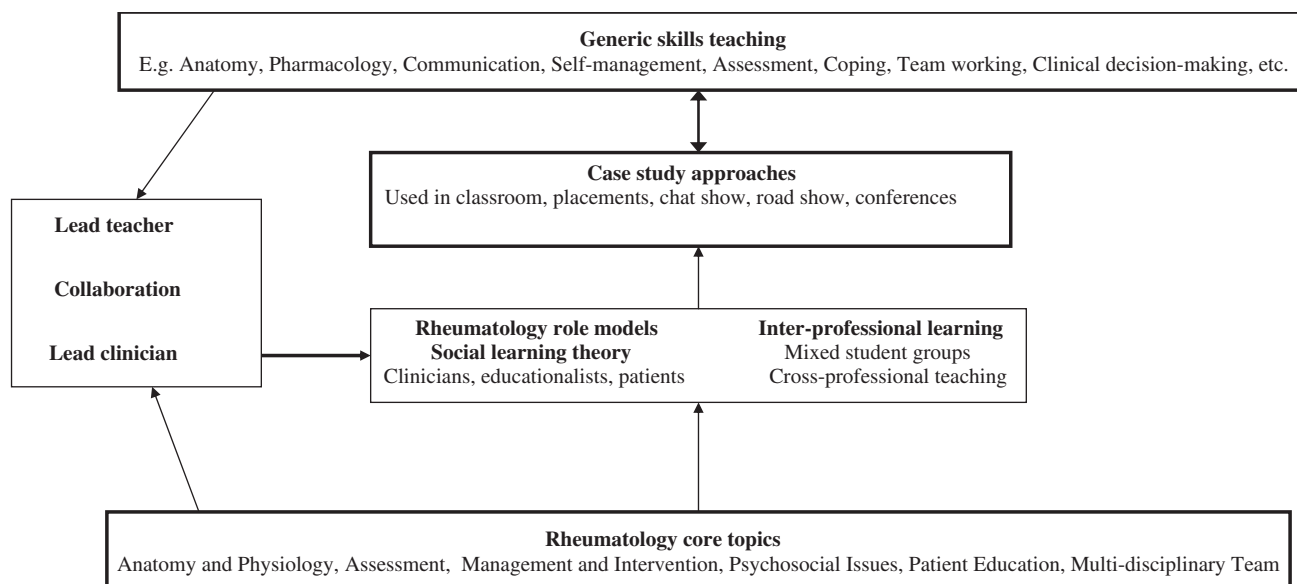 Generic skills teaching
E.g. Anatomy, Pharmacology, Communication, Self-management, Assessment, Coping, Team working, Clinical decision-making, etc.
Case study approaches
Used in classroom, placements, chat show, road show, conferences
Lead teacher
Collaboration
Lead clinician
Rheumatology role models
Social learning theory
Clinicians, educationalists, patients
Inter-professional learning
Mixed student groups
Cross-professional teaching
Rheumatology core topics
Anatomy and Physiology, Assessment, Management and Intervention, Psychosocial Issues, Patient Education, Multi-disciplinary Team